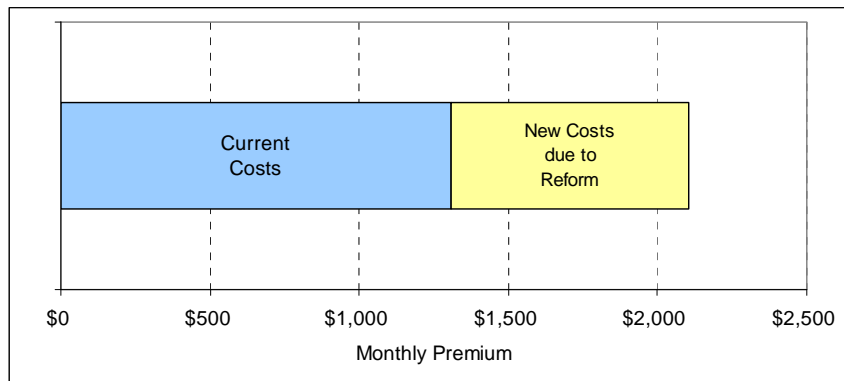 Current
Costs
New Costs
due to
Reform
$0
$500
$1,000
$1,500
$2,000
$2,500
Monthly Premium